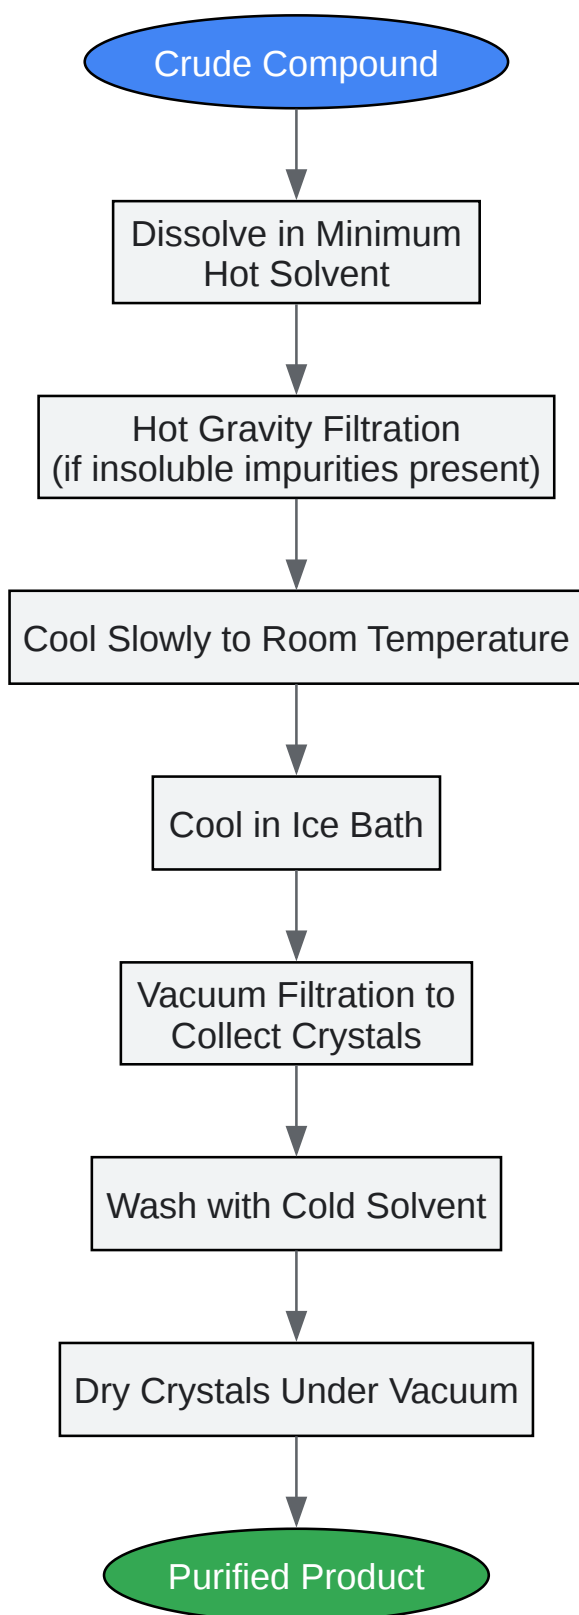 Crude Compound
Dissolve in Minimum
Hot Solvent
Hot Gravity Filtration
(if insoluble impurities present)
Cool Slowly to Room Temperature
Cool in Ice Bath
Vacuum Filtration to
Collect Crystals
Wash with Cold Solvent
Dry Crystals Under Vacuum
Purified Product